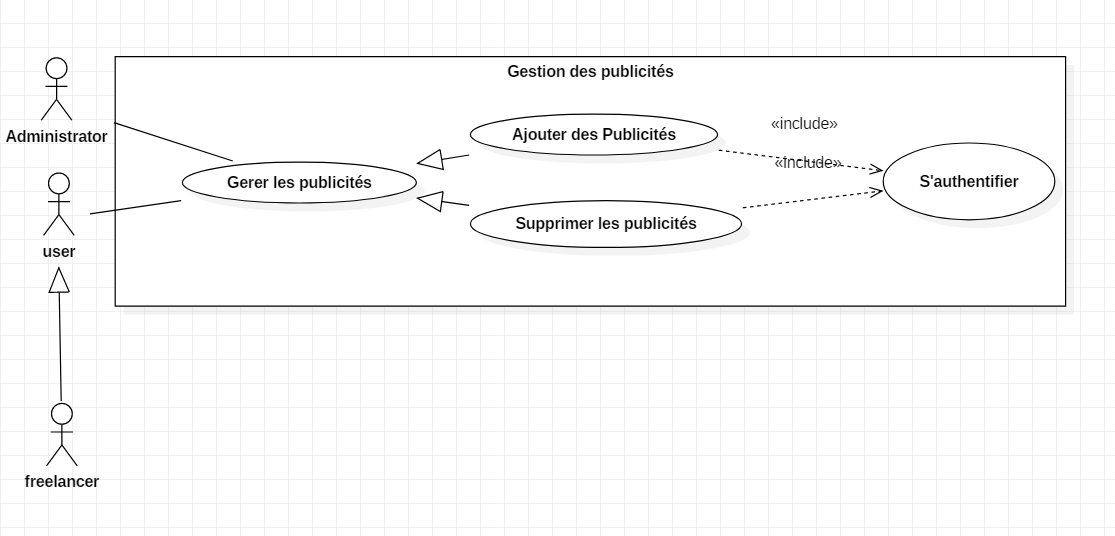 Gestion des publicités
Administrator
Ajouter des Publicités
«include»
«include»
Gerer les publicités
S'authentifier
Supprimer les publicités
user
freelancer